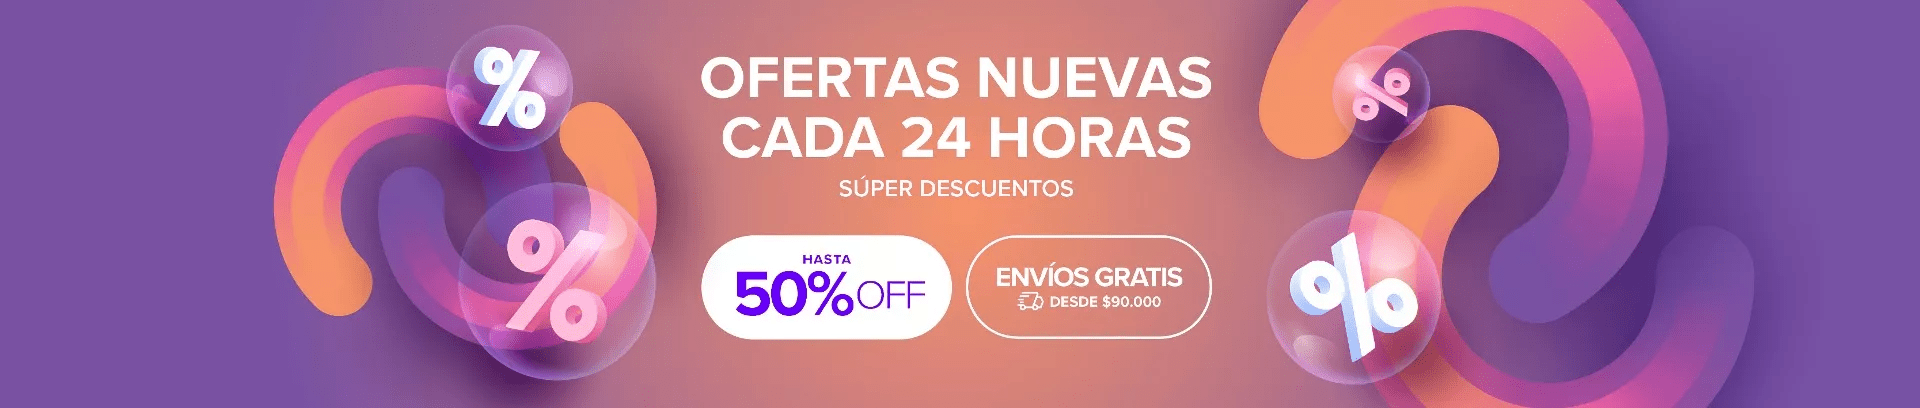 OFERTAS NUEVAS
CADA 24 HORAS
SÚPER DESCUENTOS
HASTA
50% OFF
ENVÍOS GRATIS
DESDE $90.000
%
%
%
%